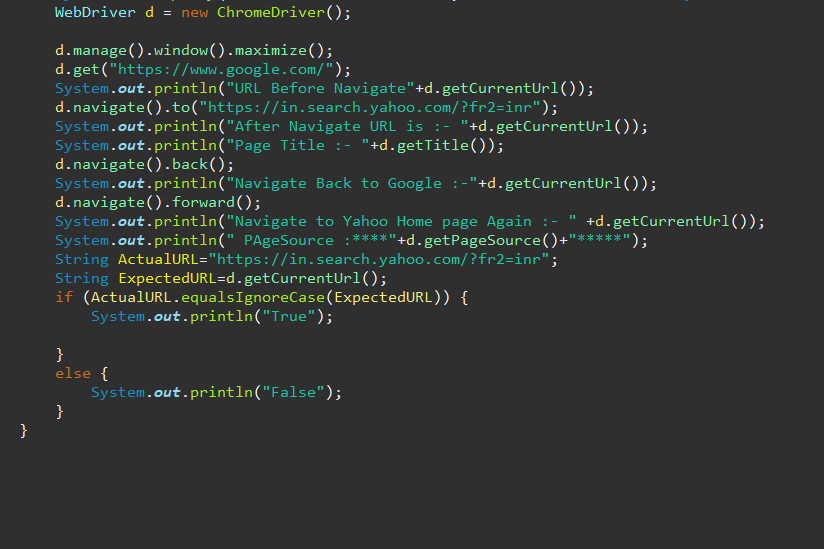 WebDriver d = new ChromeDriver();
d.manage().window().maximize();
d.get("https://www.google.com/");
System.out.println("URL Before Navigate"+d.getCurrentUrl());
d.navigate().to("https://in.search.yahoo.com/?fr2=inr");
System.out.println("After Navigate URL is :- "+d.getCurrentUrl());
System.out.println("Page Title :- "+d.getTitle());
d.navigate().back();
System.out.println("Navigate Back to Google :-"+d.getCurrentUrl());
d.navigate().forward();
System.out.println("Navigate to Yahoo Home page Again :- " +d.getCurrentUrl());
System.out.println(" PAgeSource :****"+d.getPageSource()+"*****");
String ActualURL="https://in.search.yahoo.com/?fr2=inr";
String ExpectedURL=d.getCurrentUrl();
if (ActualURL.equalsIgnoreCase(ExpectedURL)) {
System.out.println("True");
}
else {
System.out.println("False");
}
}